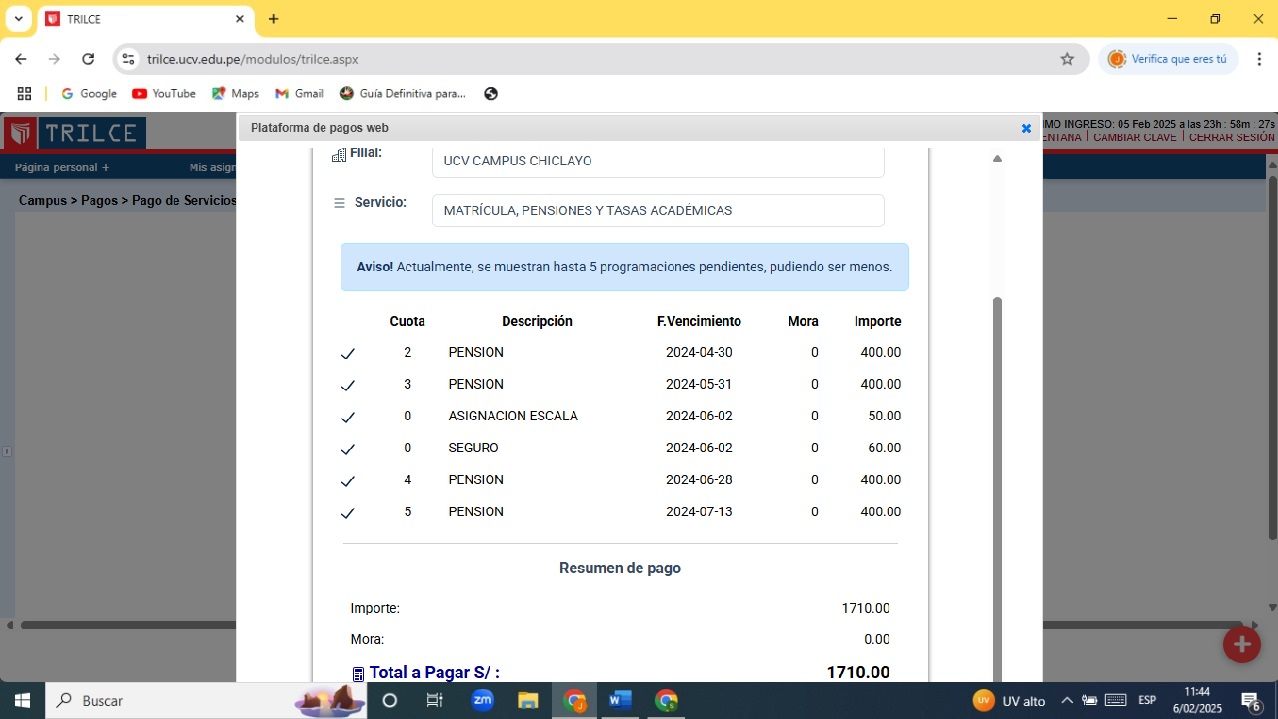 TRILCE
trilce.ucv.edu.pe/modulos/trilce.aspx
Verifica que eres tú
Google
YouTube
Maps
Gmail
Guía Definitiva para...
TRILCE
Plataforma de pagos web
MO INGRESO: 05 Feb 2025 a las 23h : 58m : 27s
ENTANA | CAMBIAR CLAVE | CERRAR SESIÓN
Página personal +
Mis asign
Campus > Pagos > Pago de Servicios
Filial:
UCV CAMPUS CHICLAYO
Servicio:
MATRÍCULA, PENSIONES Y TASAS ACADÉMICAS
Aviso! Actualmente, se muestran hasta 5 programaciones pendientes, pudiendo ser menos.
Cuota Descripción F.Vencimiento Mora Importe
2 PENSION 2024-04-30 0 400.00
3 PENSION 2024-05-31 0 400.00
0 ASIGNACION ESCALA 2024-06-02 0 50.00
0 SEGURO 2024-06-02 0 60.00
4 PENSION 2024-06-28 0 400.00
5 PENSION 2024-07-13 0 400.00
Resumen de pago
Importe: 1710.00
Mora: 0.00
Total a Pagar S/ : 1710.00
Buscar
zm
UV
UV alto
ESP
11:44
6/02/2025
6